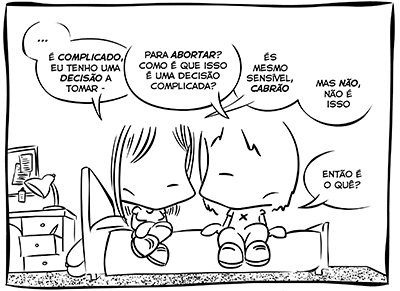 ...
É COMPLICADO,
EU TENHO UMA
DECISÃO A
TOMAR -
PARA ABORTAR?
COMO É QUE ISSO
É UMA DECISÃO
COMPLICADA?
ÉS
MESMO
SENSÍVEL,
CABRÃO
MAS NÃO,
NÃO É
ISSO
ENTÃO É
O QUÊ?